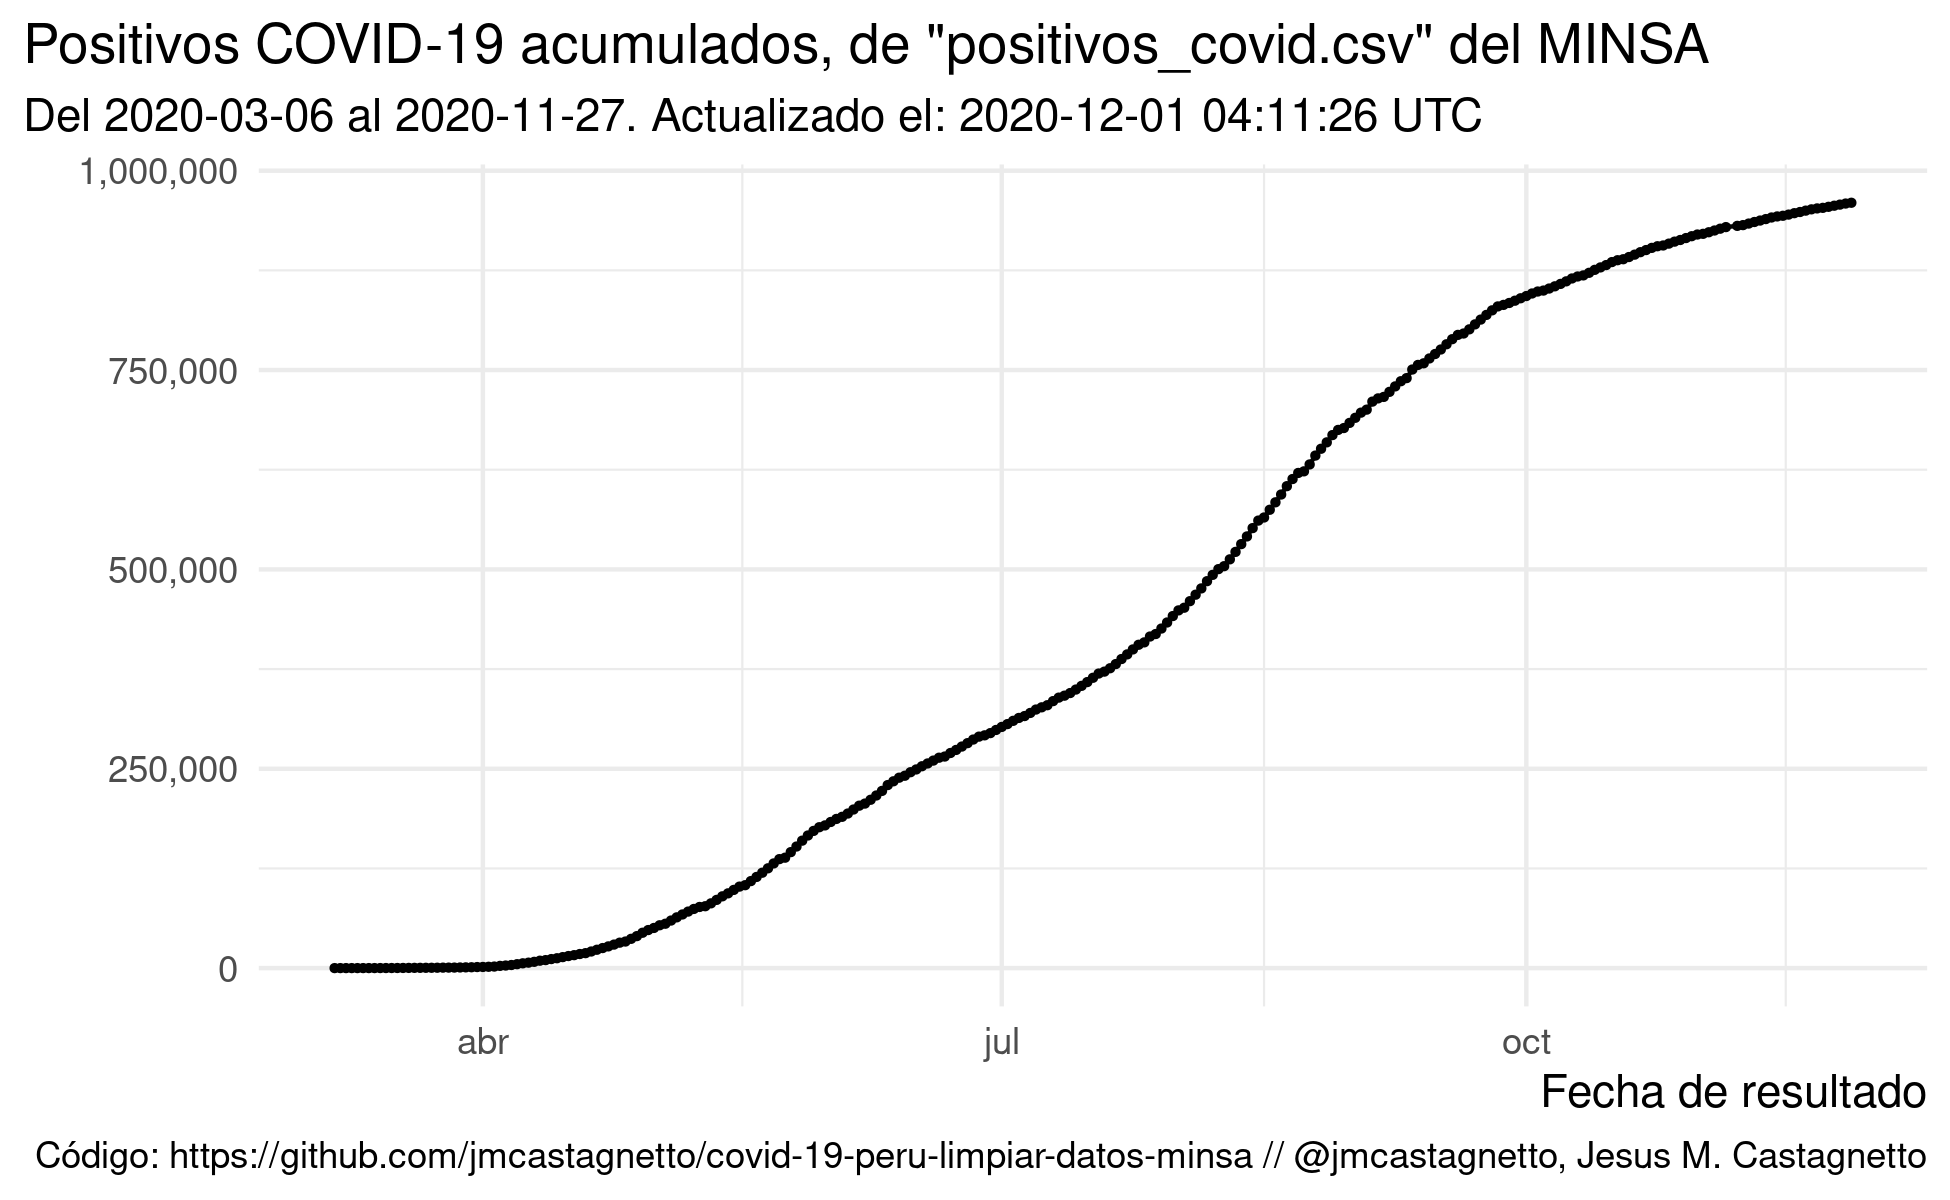 Positivos COVID-19 acumulados, de "positivos_covid.csv" del MINSA
Del 2020-03-06 al 2020-11-27. Actualizado el: 2020-12-01 04:11:26 UTC
1,000,000
750,000
500,000
250,000
0
abr jul oct
Fecha de resultado
Código: https://github.com/jmcastagnetto/covid-19-peru-limpiar-datos-minsa // @jmcastagnetto, Jesus M. Castagnetto